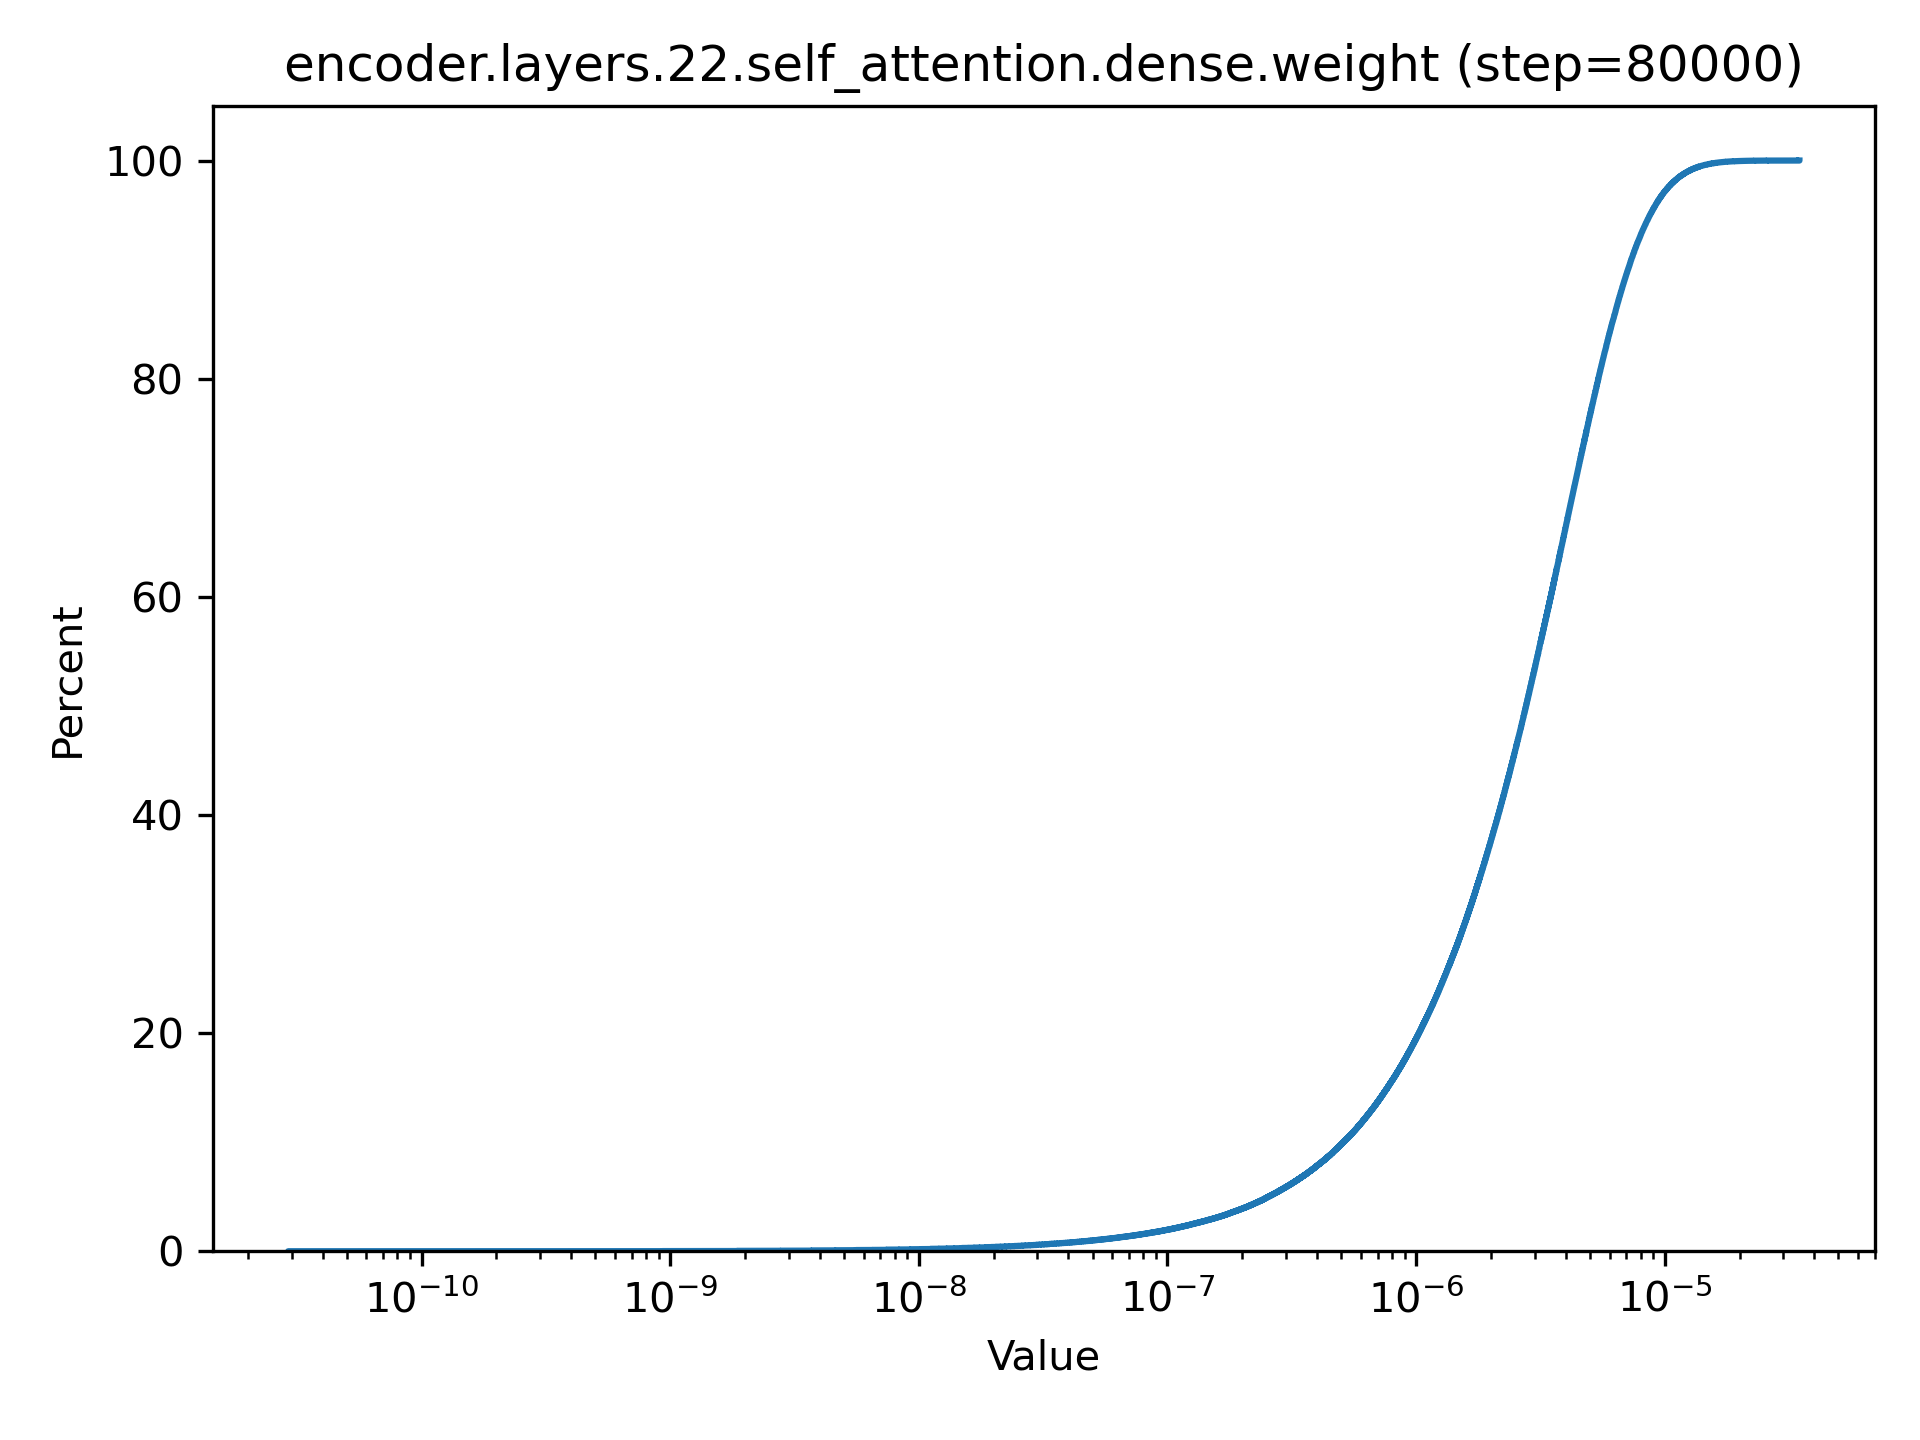 encoder.layers.22.self_attention.dense.weight (step=80000)
100
80
60
40
20
0
Percent
10⁻¹⁰ 10⁻⁹ 10⁻⁸ 10⁻⁷ 10⁻⁶ 10⁻⁵
Value